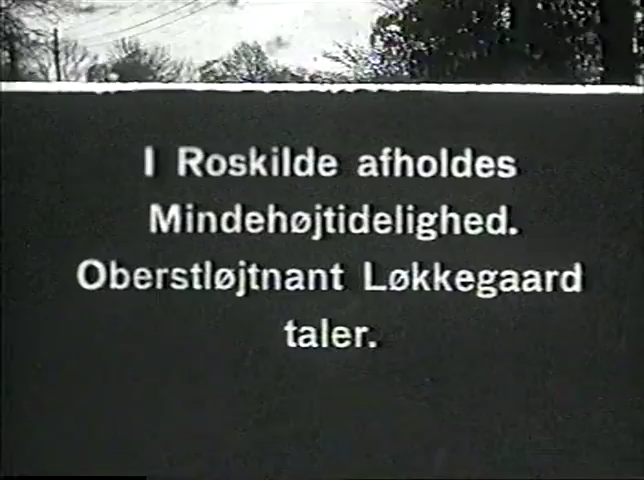 I Roskilde afholdes
Mindehøjtidelighed.
Oberstløjtnant Løkkegaard
taler.